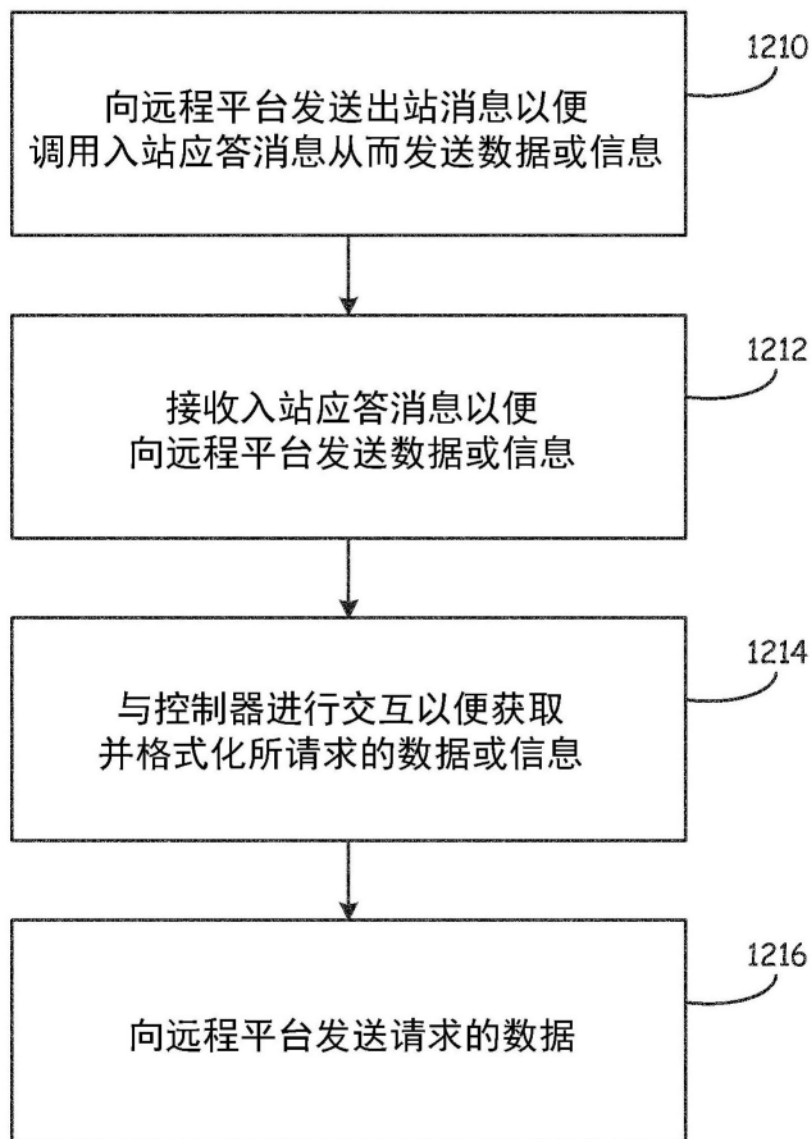 1210
向远程平台发送出站消息以便
调用入站应答消息从而发送数据或信息
1212
接收入站应答消息以便
向远程平台发送数据或信息
1214
与控制器进行交互以便获取
并格式化所请求的数据或信息
1216
向远程平台发送请求的数据